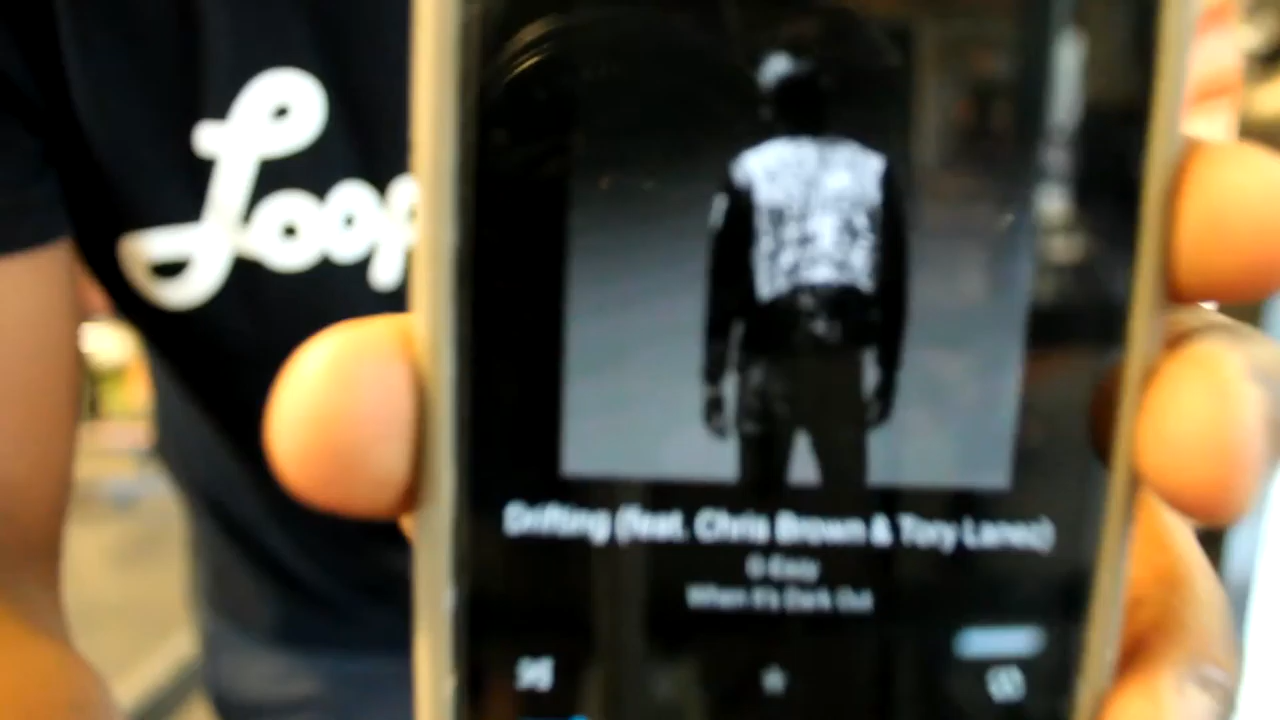 Loop
Drifting (feat. Chris Brown & Tory Lanez)
G-Eazy
When It's Dark Out